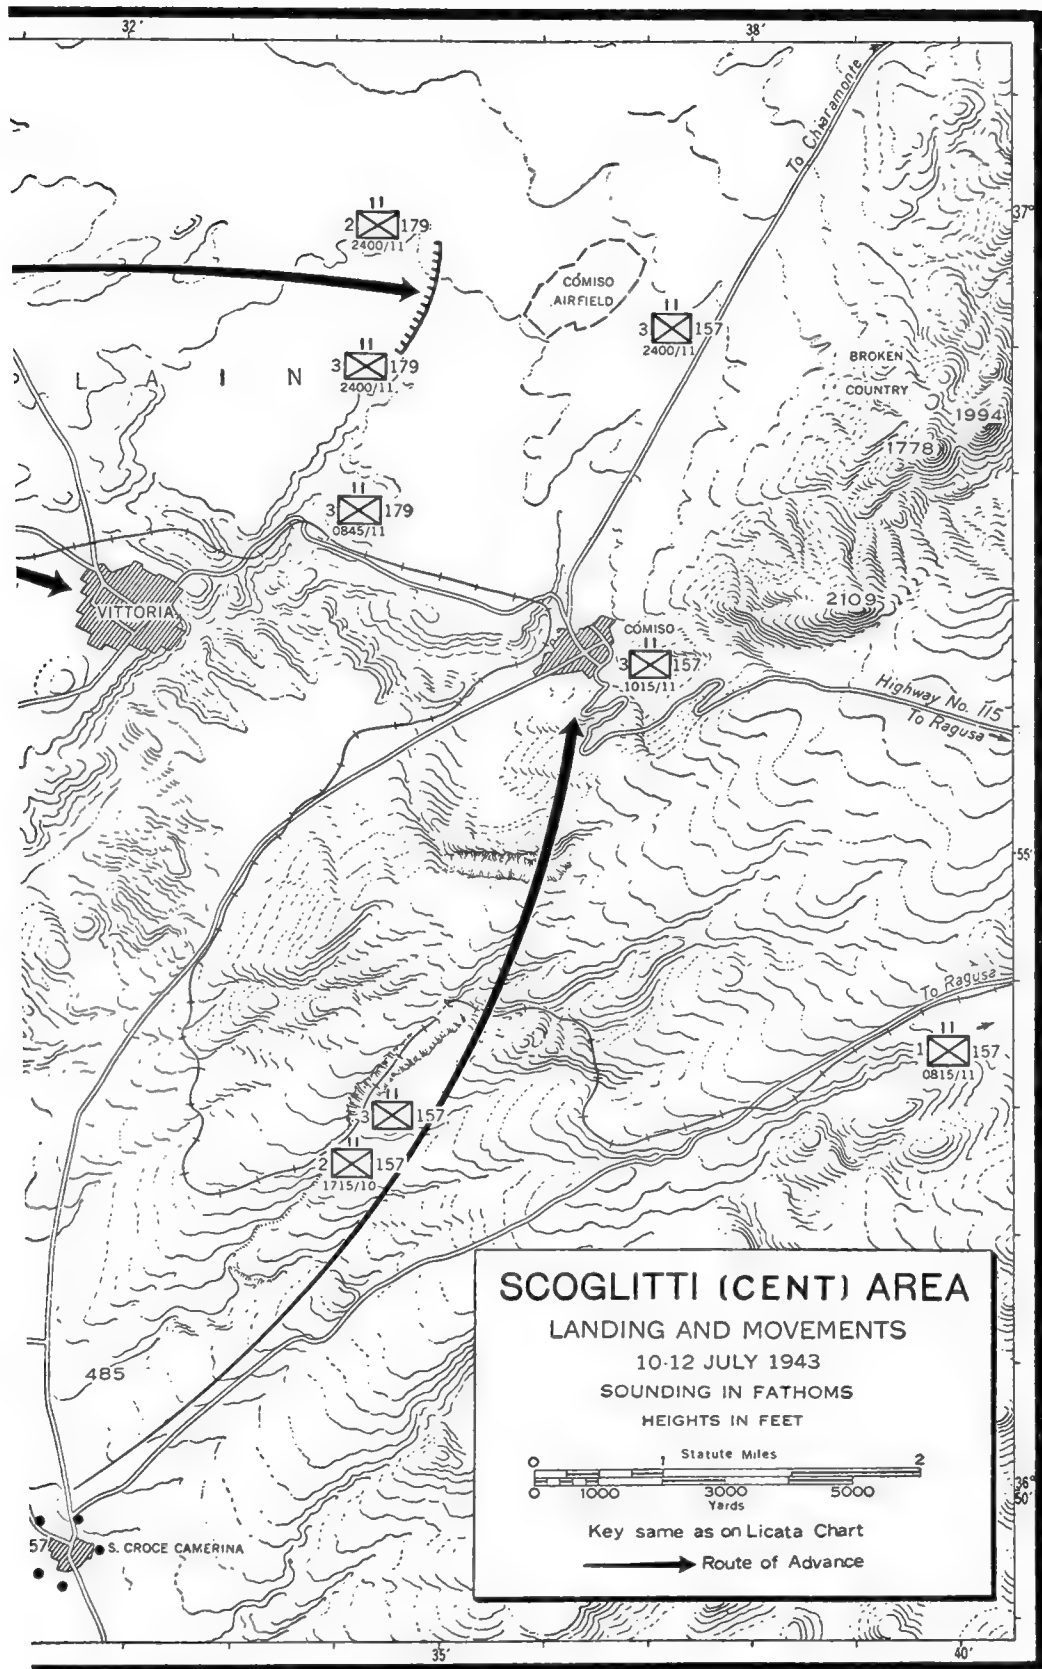 32'
38'
To Chiaramonte
37°
2 179
2400/11
COMISO
AIRFIELD
3 157
2400/11
3 179
2400/11
BROKEN
COUNTRY
L A I N
1994
1778
3 179
0845/11
VITTORIA
2109
COMISO
3 157
1015/11
Highway No. 115
To Ragusa
55'
To Ragusa
1 157
0815/11
3 157
2 157
1715/10
485
SCOGLITTI (CENT) AREA
LANDING AND MOVEMENTS
10-12 JULY 1943
SOUNDING IN FATHOMS
HEIGHTS IN FEET
Statute Miles
0 1 2
0 1000 3000 5000
Yards
36°
50'
Key same as on Licata Chart
Route of Advance
57
S. CROCE CAMERINA
35'
40'